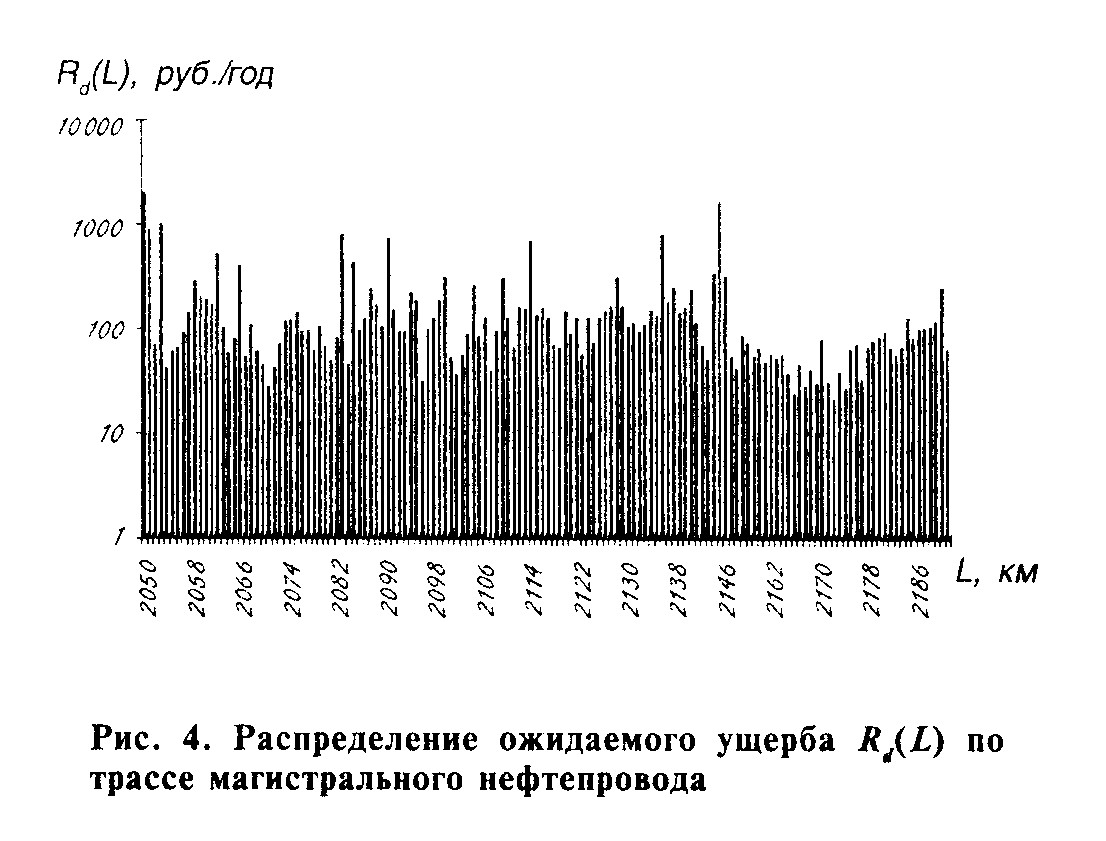 R_d(L), руб./год
10 000
1000
100
10
1
2050 2058 2066 2074 2082 2090 2098 2106 2114 2122 2130 2138 2146 2162 2170 2178 2186
L, км
Рис. 4. Распределение ожидаемого ущерба R_d(L) по
трассе магистрального нефтепровода